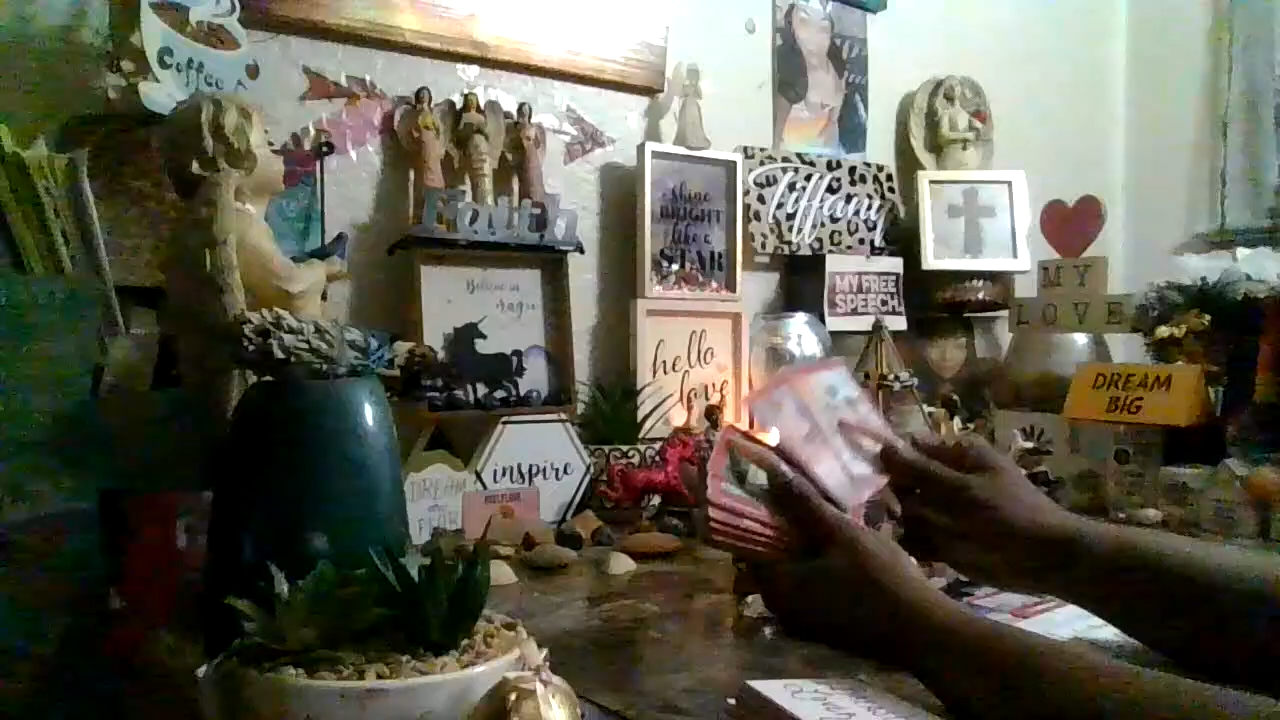 Coffee
Faith
Believe in
magic
shine
BRIGHT
like a
STAR
Tiffany
MY FREE
SPEECH.
hello
love
MY
LOVE
DREAM
BIG
inspire
DREAM